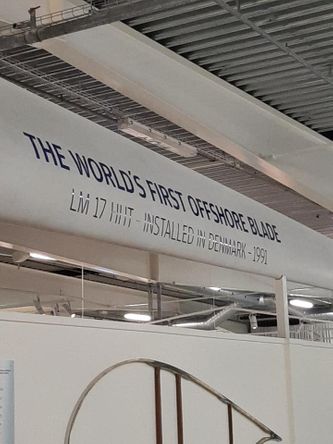 THE WORLD'S FIRST OFFSHORE BLADE
LM 17 HHT - INSTALLED IN DENMARK - 1991